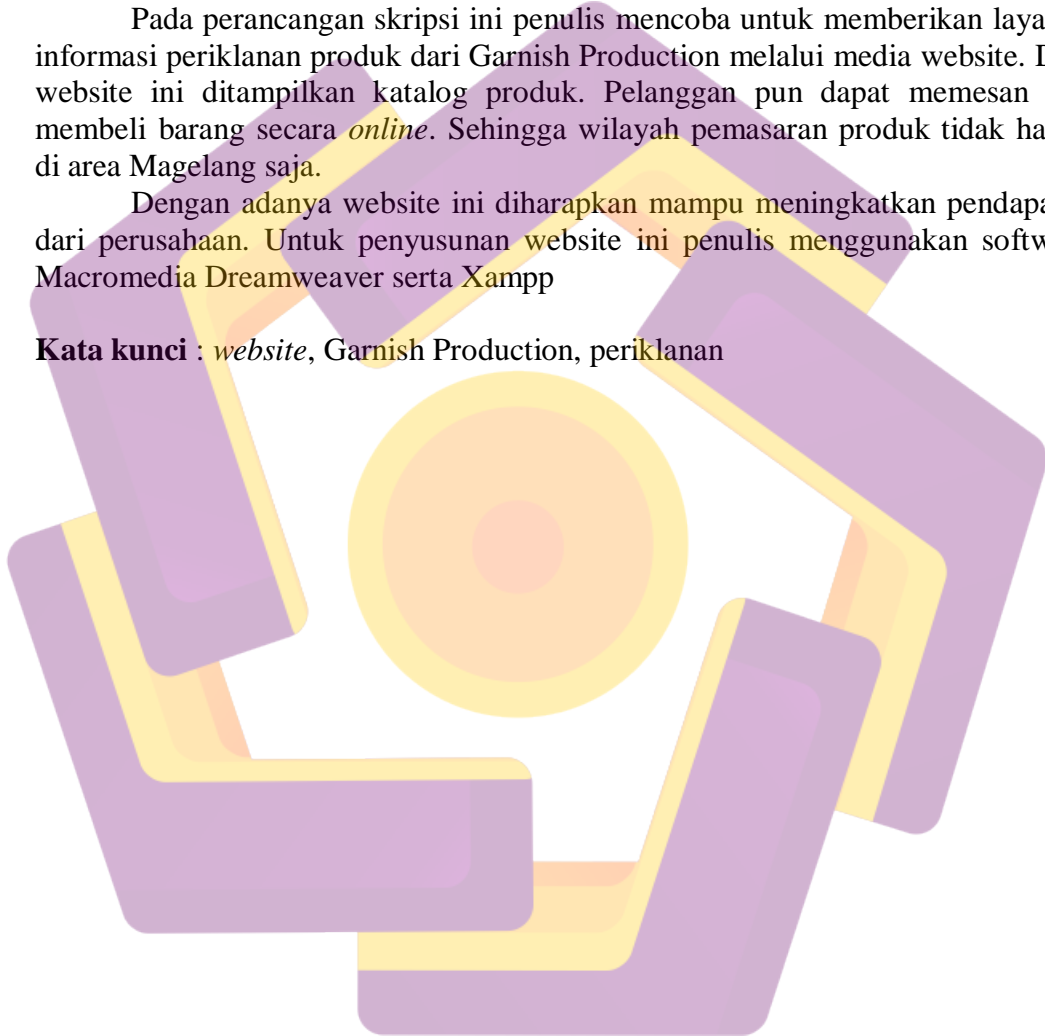 Pada perancangan skripsi ini penulis mencoba untuk memberikan laya
informasi periklanan produk dari Garnish Production melalui media website. D
website ini ditampilkan katalog produk. Pelanggan pun dapat memesan
membeli barang secara online. Sehingga wilayah pemasaran produk tidak ha
di area Magelang saja.
Dengan adanya website ini diharapkan mampu meningkatkan pendapa
dari perusahaan. Untuk penyusunan website ini penulis menggunakan softw
Macromedia Dreamweaver serta Xampp
Kata kunci : website, Garnish Production, periklanan